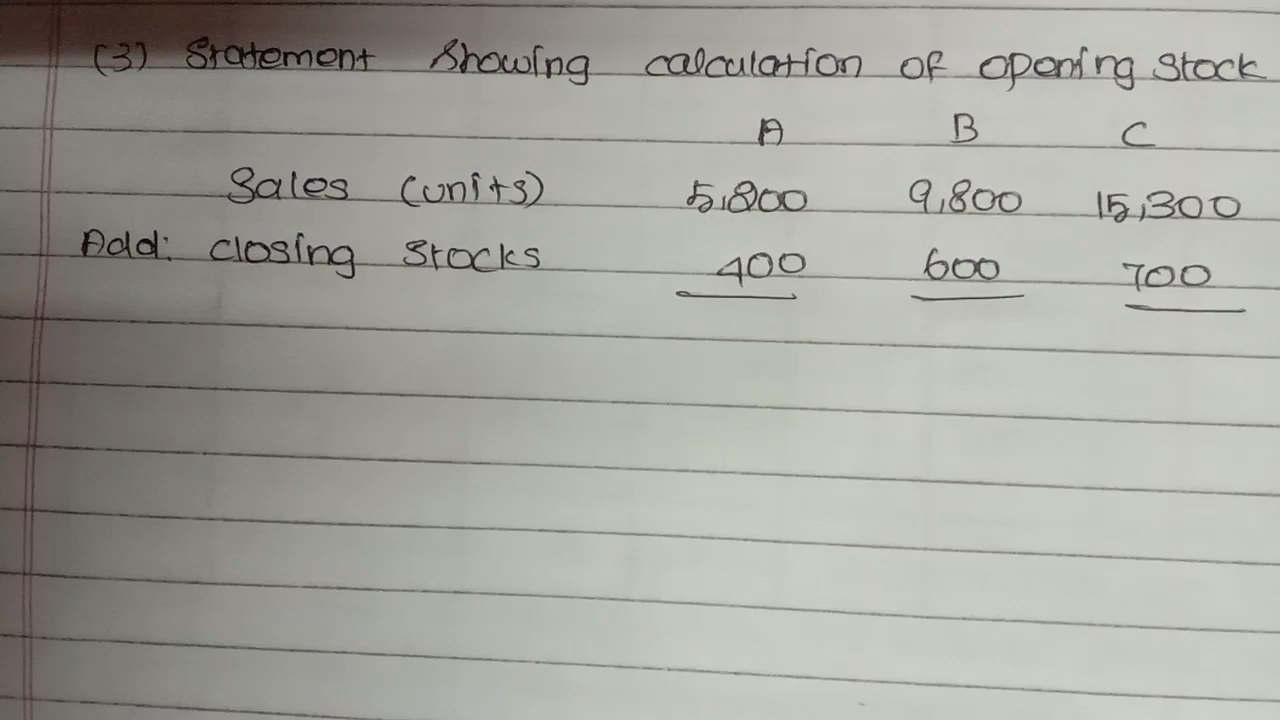 (3) Statement showing calculation of opening stock
A B C
Sales (units) 5,800 9,800 15,300
Add: closing stocks 400 600 700